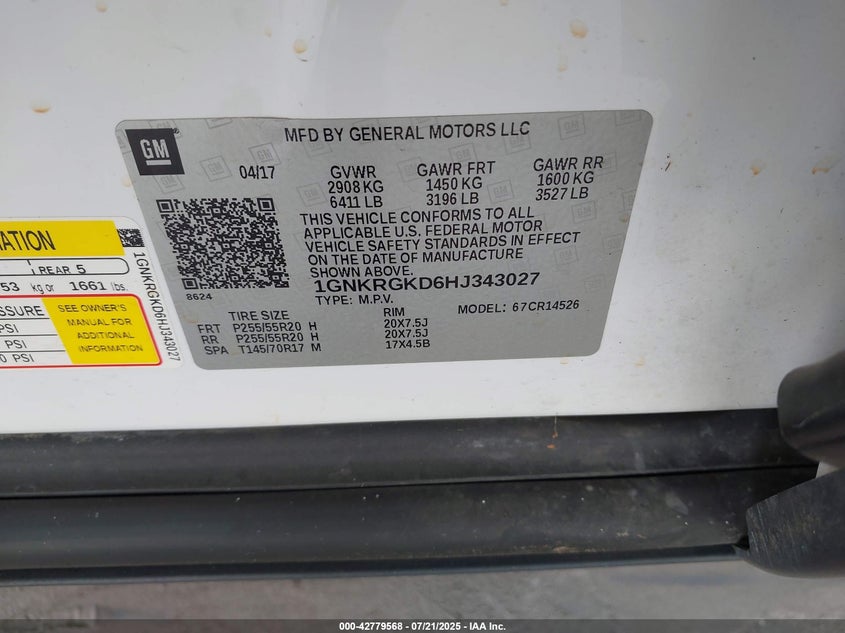 GM
MFD BY GENERAL MOTORS LLC
04/17
GVWR
2908 KG
6411 LB
GAWR FRT
1450 KG
3196 LB
GAWR RR
1600 KG
3527 LB
THIS VEHICLE CONFORMS TO ALL
APPLICABLE U.S. FEDERAL MOTOR
VEHICLE SAFETY STANDARDS IN EFFECT
ON THE DATE OF MANUFACTURE
SHOWN ABOVE.
1GNKRGKD6HJ343027
TYPE: M.P.V.
MODEL: 67CR14526
8624
TIRE SIZE RIM
FRT P255/55R20 H 20X7.5J
RR P255/55R20 H 20X7.5J
SPA T145/70R17 M 17X4.5B
REAR 5
kg or 1661 lbs.
SEE OWNER'S
MANUAL FOR
ADDITIONAL
INFORMATION
PSI
PSI
PSI
1GNKRGKD6HJ343027
000-42779568 - 07/21/2025 - IAA Inc.